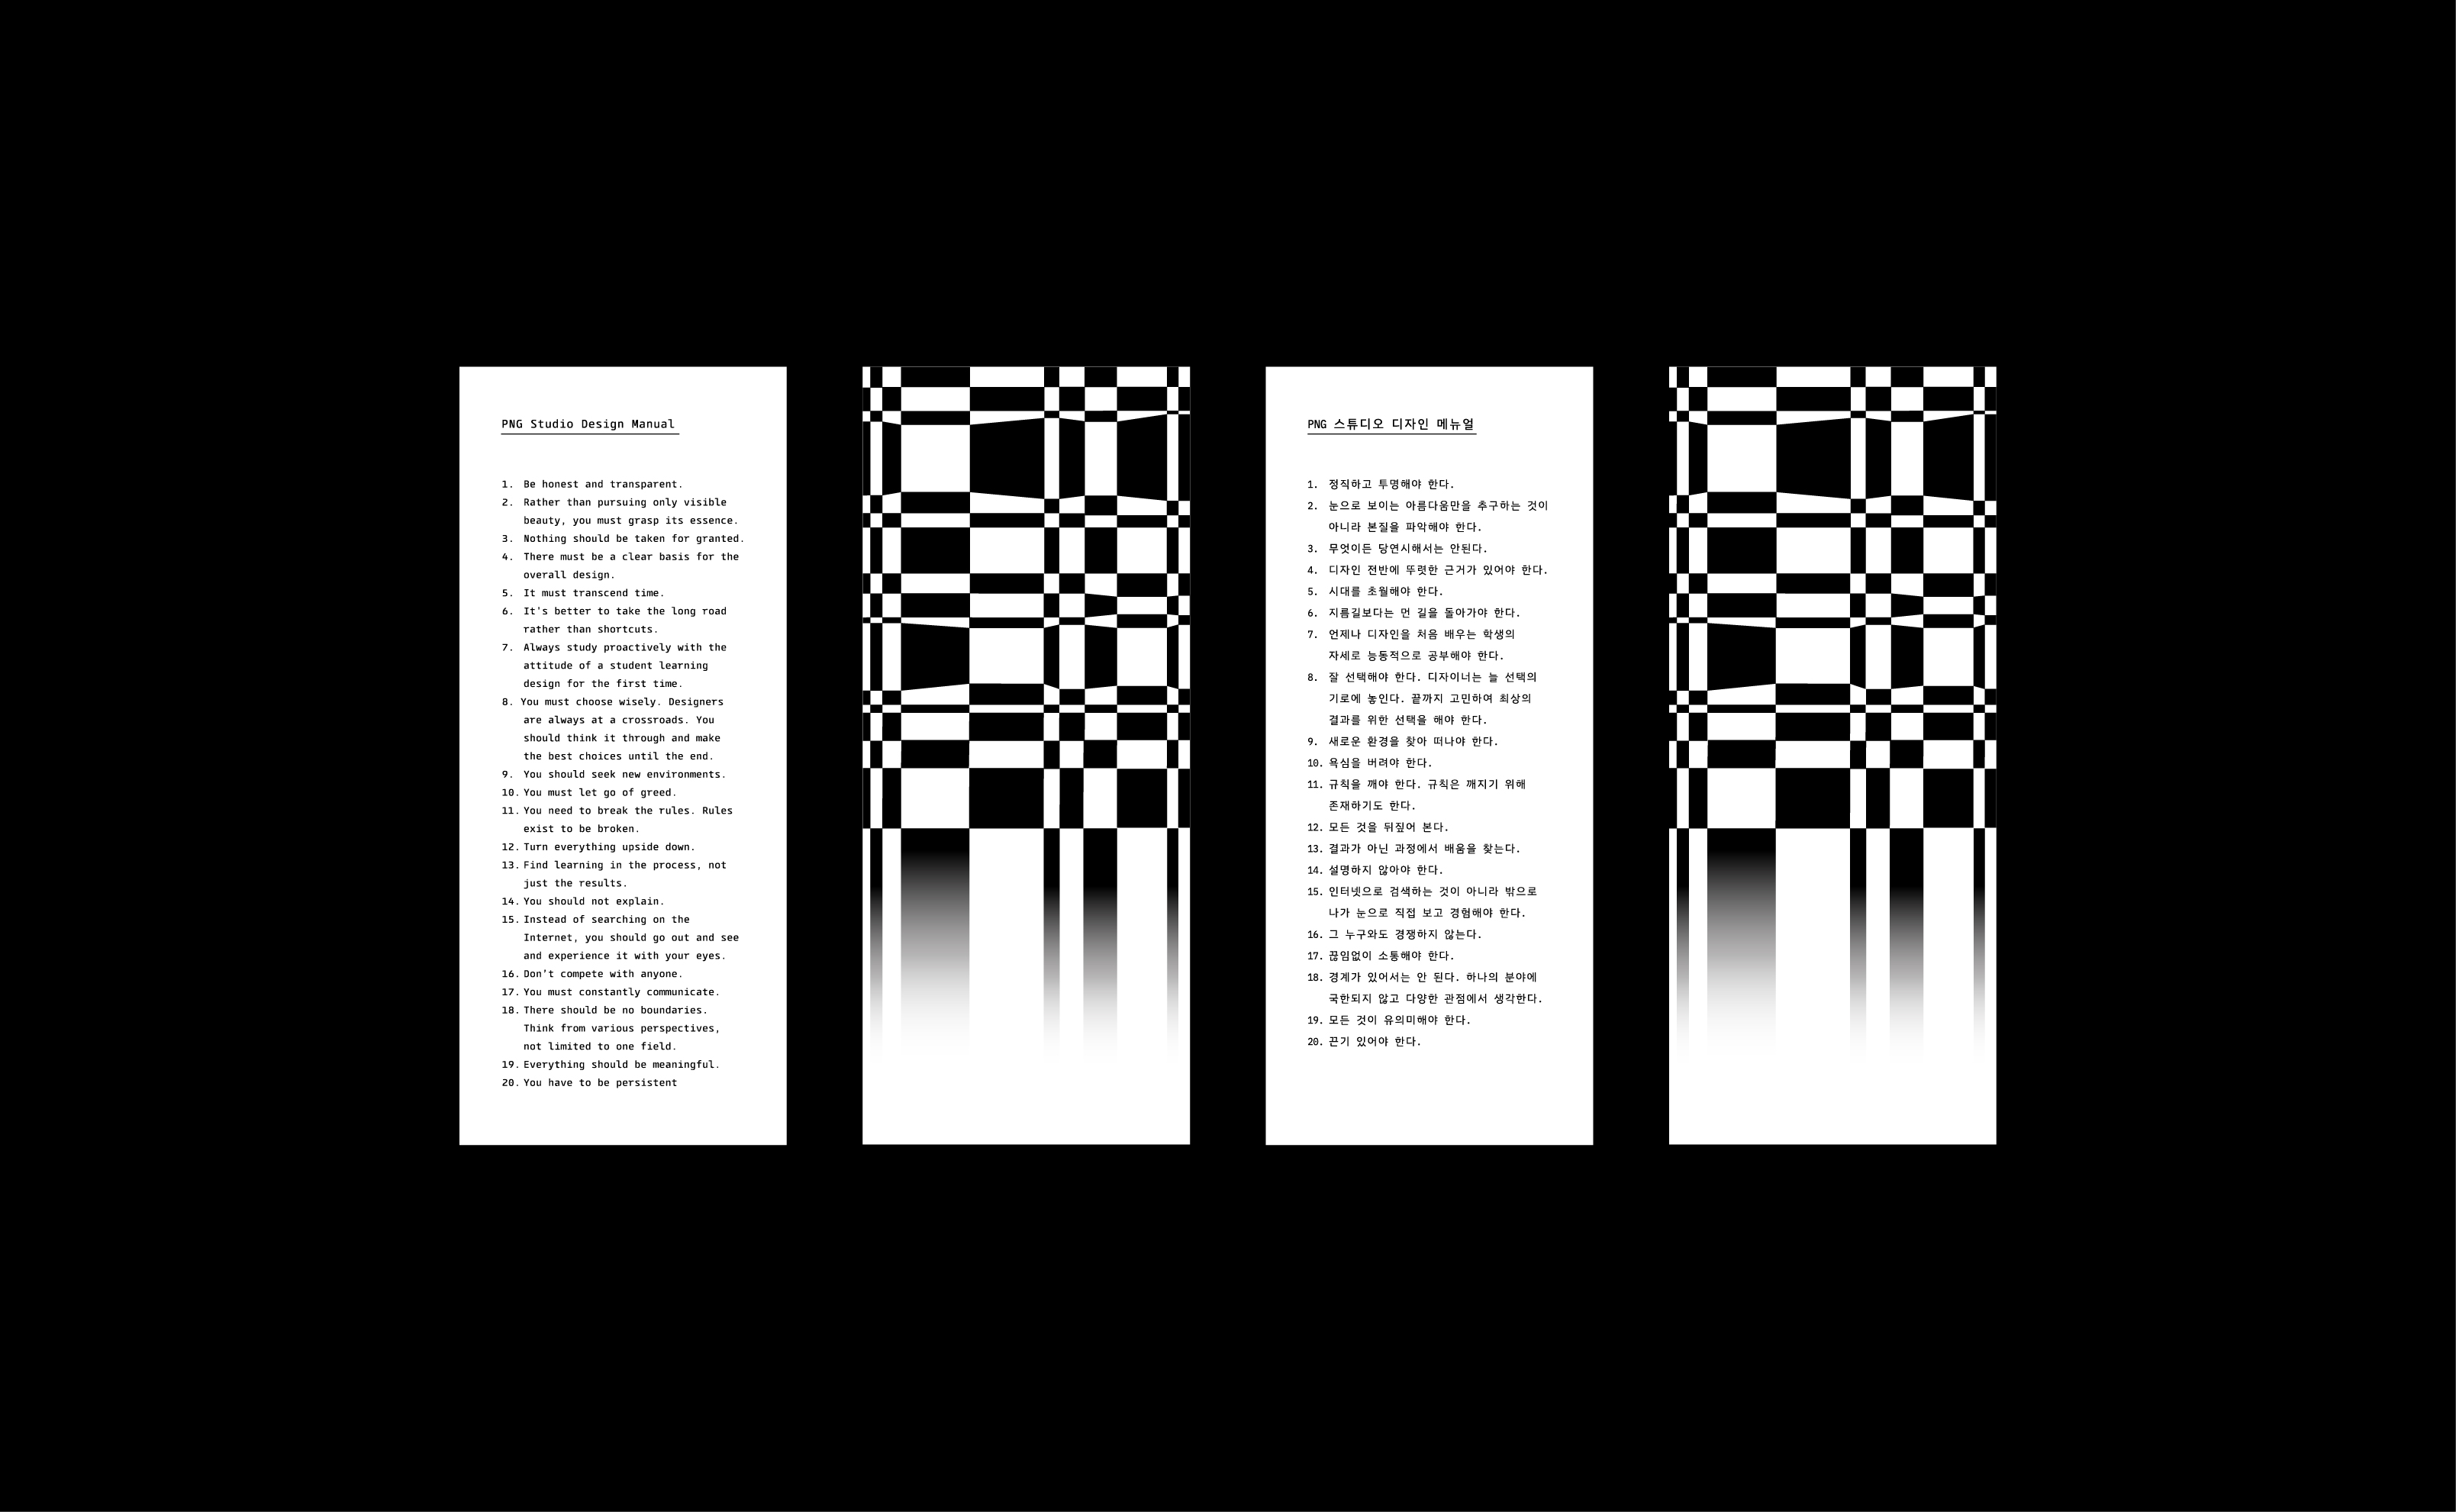 PNG Studio Design Manual
1. Be honest and transparent.
2. Rather than pursuing only visible
beauty, you must grasp its essence.
3. Nothing should be taken for granted.
4. There must be a clear basis for the
overall design.
5. It must transcend time.
6. It's better to take the long road
rather than shortcuts.
7. Always study proactively with the
attitude of a student learning
design for the first time.
8. You must choose wisely. Designers
are always at a crossroads. You
should think it through and make
the best choices until the end.
9. You should seek new environments.
10. You must let go of greed.
11. You need to break the rules. Rules
exist to be broken.
12. Turn everything upside down.
13. Find learning in the process, not
just the results.
14. You should not explain.
15. Instead of searching on the
Internet, you should go out and see
and experience it with your eyes.
16. Don't compete with anyone.
17. You must constantly communicate.
18. There should be no boundaries.
Think from various perspectives,
not limited to one field.
19. Everything should be meaningful.
20. You have to be persistent
PNG 스튜디오 디자인 메뉴얼
1. 정직하고 투명해야 한다.
2. 눈으로 보이는 아름다움만을 추구하는 것이
아니라 본질을 파악해야 한다.
3. 무엇이든 당연시해서는 안된다.
4. 디자인 전반에 뚜렷한 근거가 있어야 한다.
5. 시대를 초월해야 한다.
6. 지름길보다는 먼 길을 돌아가야 한다.
7. 언제나 디자인을 처음 배우는 학생의
자세로 능동적으로 공부해야 한다.
8. 잘 선택해야 한다. 디자이너는 늘 선택의
기로에 놓인다. 끝까지 고민하여 최상의
결과를 위한 선택을 해야 한다.
9. 새로운 환경을 찾아 떠나야 한다.
10. 욕심을 버려야 한다.
11. 규칙을 깨야 한다. 규칙은 깨지기 위해
존재하기도 한다.
12. 모든 것을 뒤짚어 본다.
13. 결과가 아닌 과정에서 배움을 찾는다.
14. 설명하지 않아야 한다.
15. 인터넷으로 검색하는 것이 아니라 밖으로
나가 눈으로 직접 보고 경험해야 한다.
16. 그 누구와도 경쟁하지 않는다.
17. 끊임없이 소통해야 한다.
18. 경계가 있어서는 안 된다. 하나의 분야에
국한되지 않고 다양한 관점에서 생각한다.
19. 모든 것이 유의미해야 한다.
20. 끈기 있어야 한다.